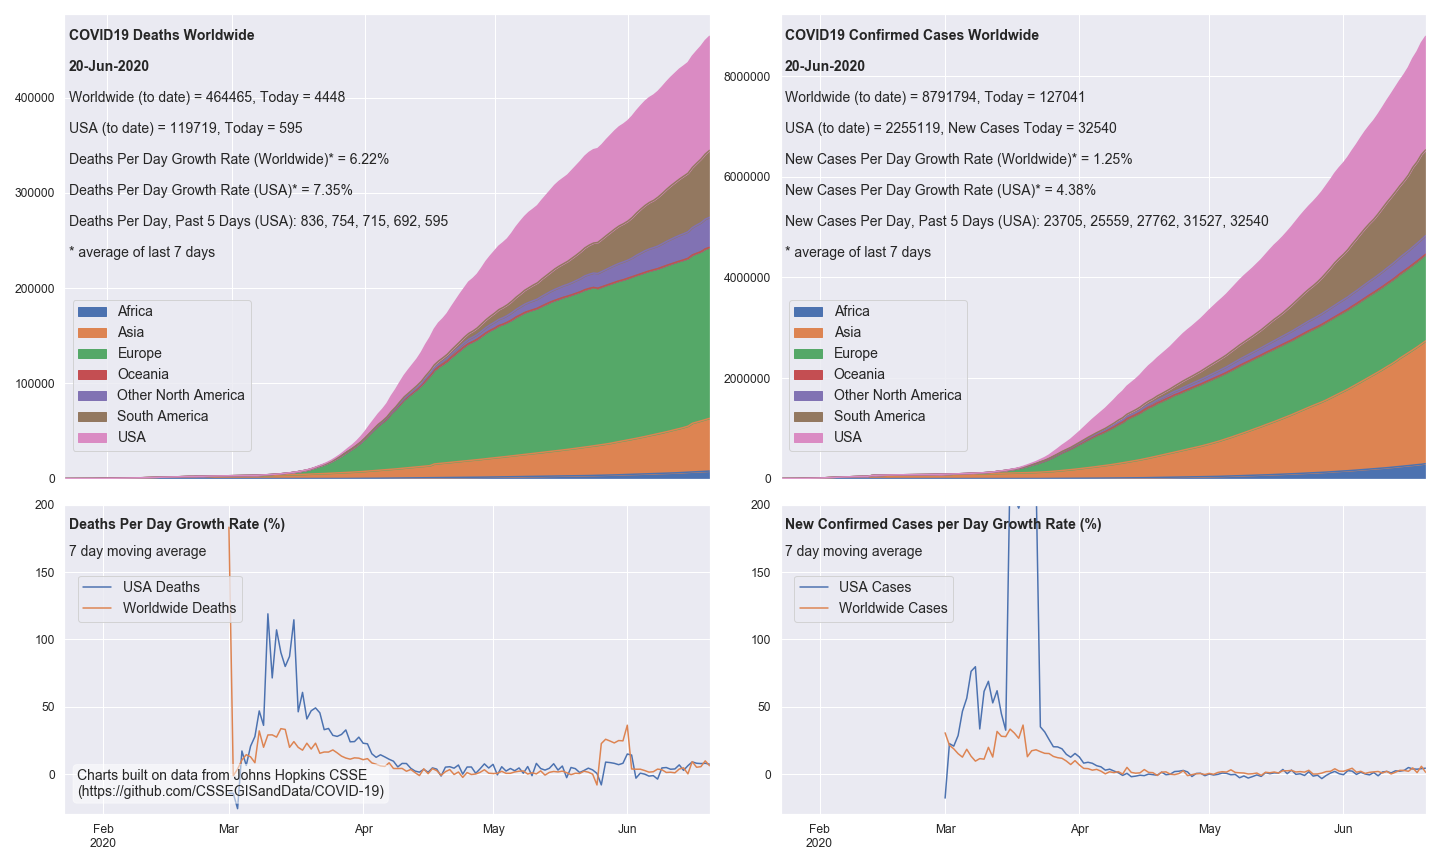 COVID19 Deaths Worldwide
20-Jun-2020
Worldwide (to date) = 464465, Today = 4448
USA (to date) = 119719, Today = 595
Deaths Per Day Growth Rate (Worldwide)* = 6.22%
Deaths Per Day Growth Rate (USA)* = 7.35%
Deaths Per Day, Past 5 Days (USA): 836, 754, 715, 692, 595
* average of last 7 days
Africa
Asia
Europe
Oceania
Other North America
South America
USA
400000
300000
200000
100000
0
COVID19 Confirmed Cases Worldwide
20-Jun-2020
Worldwide (to date) = 8791794, Today = 127041
USA (to date) = 2255119, New Cases Today = 32540
New Cases Per Day Growth Rate (Worldwide)* = 1.25%
New Cases Per Day Growth Rate (USA)* = 4.38%
New Cases Per Day, Past 5 Days (USA): 23705, 25559, 27762, 31527, 32540
* average of last 7 days
Africa
Asia
Europe
Oceania
Other North America
South America
USA
8000000
6000000
4000000
2000000
0
Deaths Per Day Growth Rate (%)
7 day moving average
USA Deaths
Worldwide Deaths
200
150
100
50
0
Charts built on data from Johns Hopkins CSSE
(https://github.com/CSSEGISandData/COVID-19)
Feb Mar Apr May Jun
2020
New Confirmed Cases per Day Growth Rate (%)
7 day moving average
USA Cases
Worldwide Cases
200
150
100
50
0
Feb Mar Apr May Jun
2020